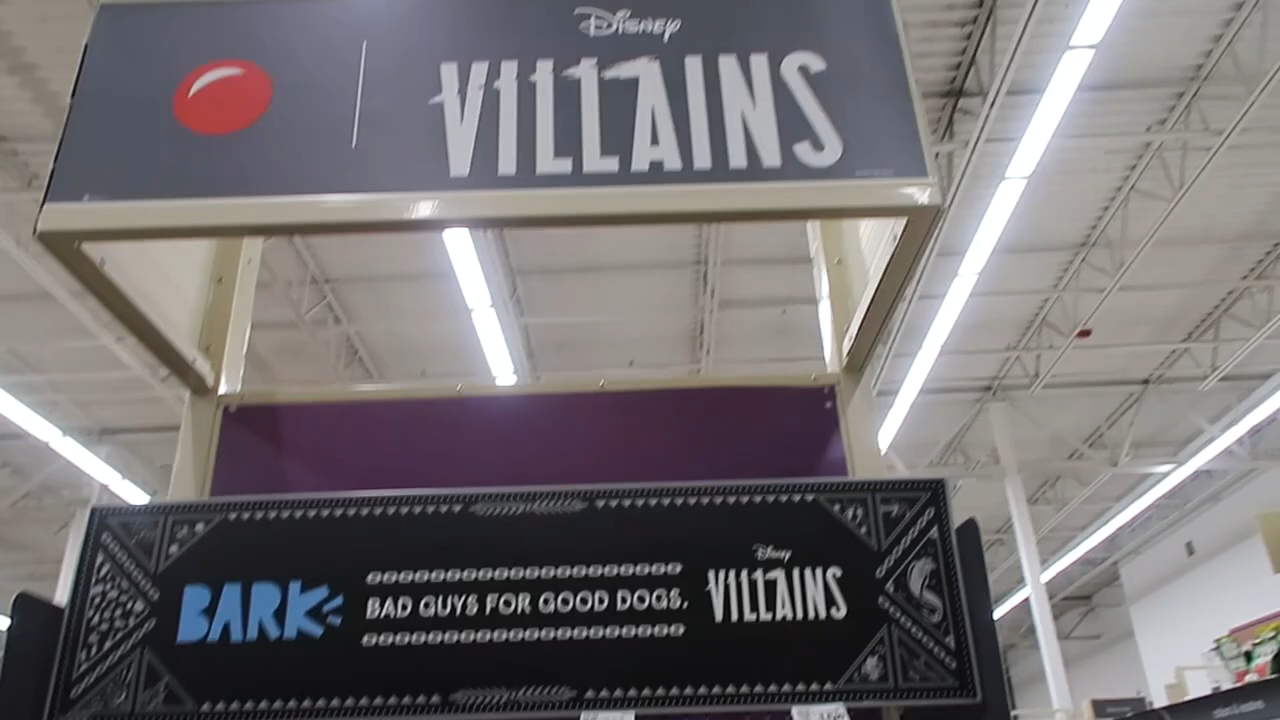 Disney
VILLAINS
BARK
BAD GUYS FOR GOOD DOGS.
Disney
VILLAINS